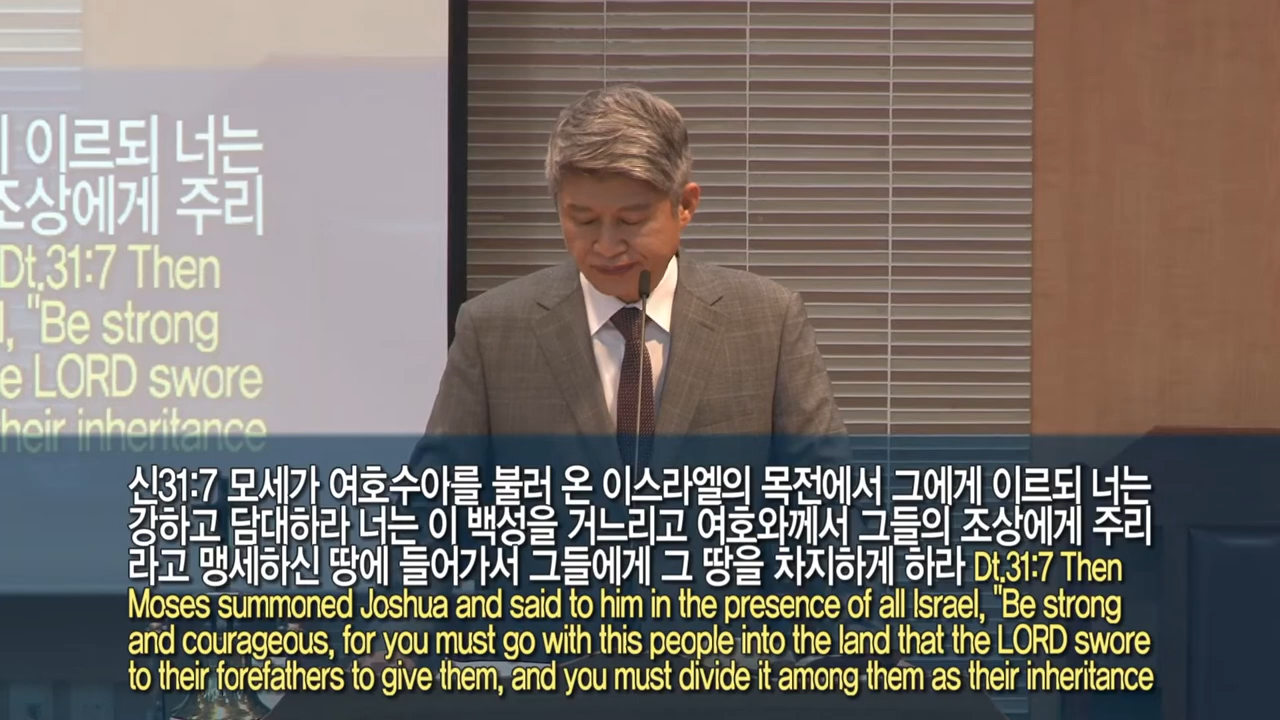 이르되 너는
조상에게 주리
Dt.31:7 Then
"Be strong
LORD swore
their inheritance
신31:7 모세가 여호수아를 불러 온 이스라엘의 목전에서 그에게 이르되 너는
강하고 담대하라 너는 이 백성을 거느리고 여호와께서 그들의 조상에게 주리
라고 맹세하신 땅에 들어가서 그들에게 그 땅을 차지하게 하라 Dt.31:7 Then
Moses summoned Joshua and said to him in the presence of all Israel, "Be strong
and courageous, for you must go with this people into the land that the LORD swore
to their forefathers to give them, and you must divide it among them as their inheritance